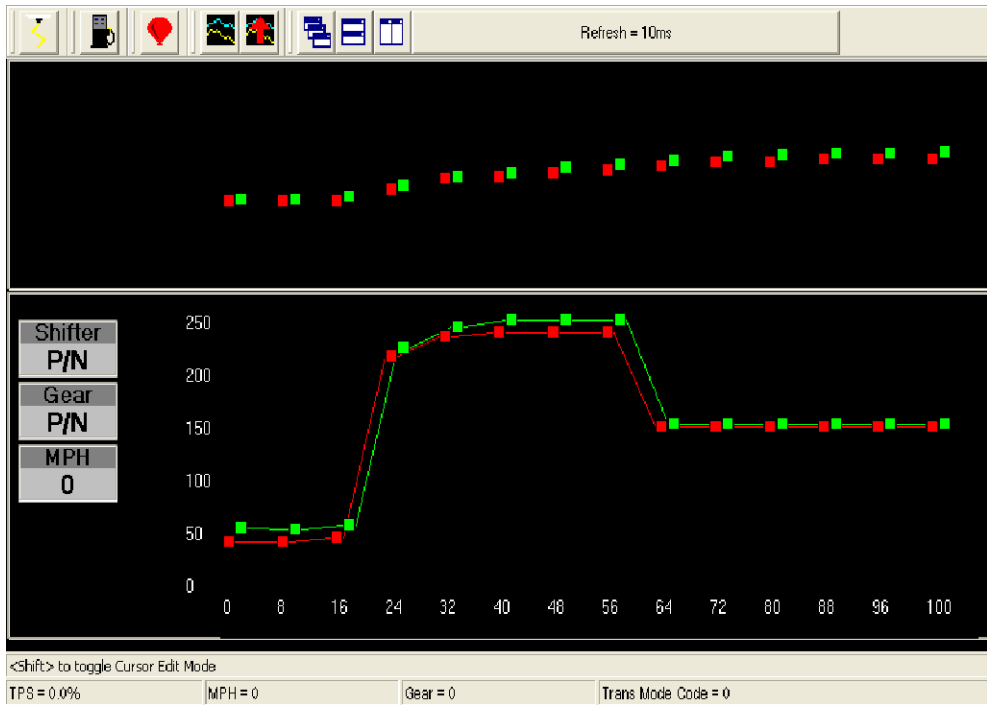 Refresh = 10ms
Shifter
P/N
Gear
P/N
MPH
0
250
200
150
100
50
0
0 8 16 24 32 40 48 56 64 72 80 88 96 100
<Shift> to toggle Cursor Edit Mode
TPS = 0.0% MPH = 0 Gear = 0 Trans Mode Code = 0